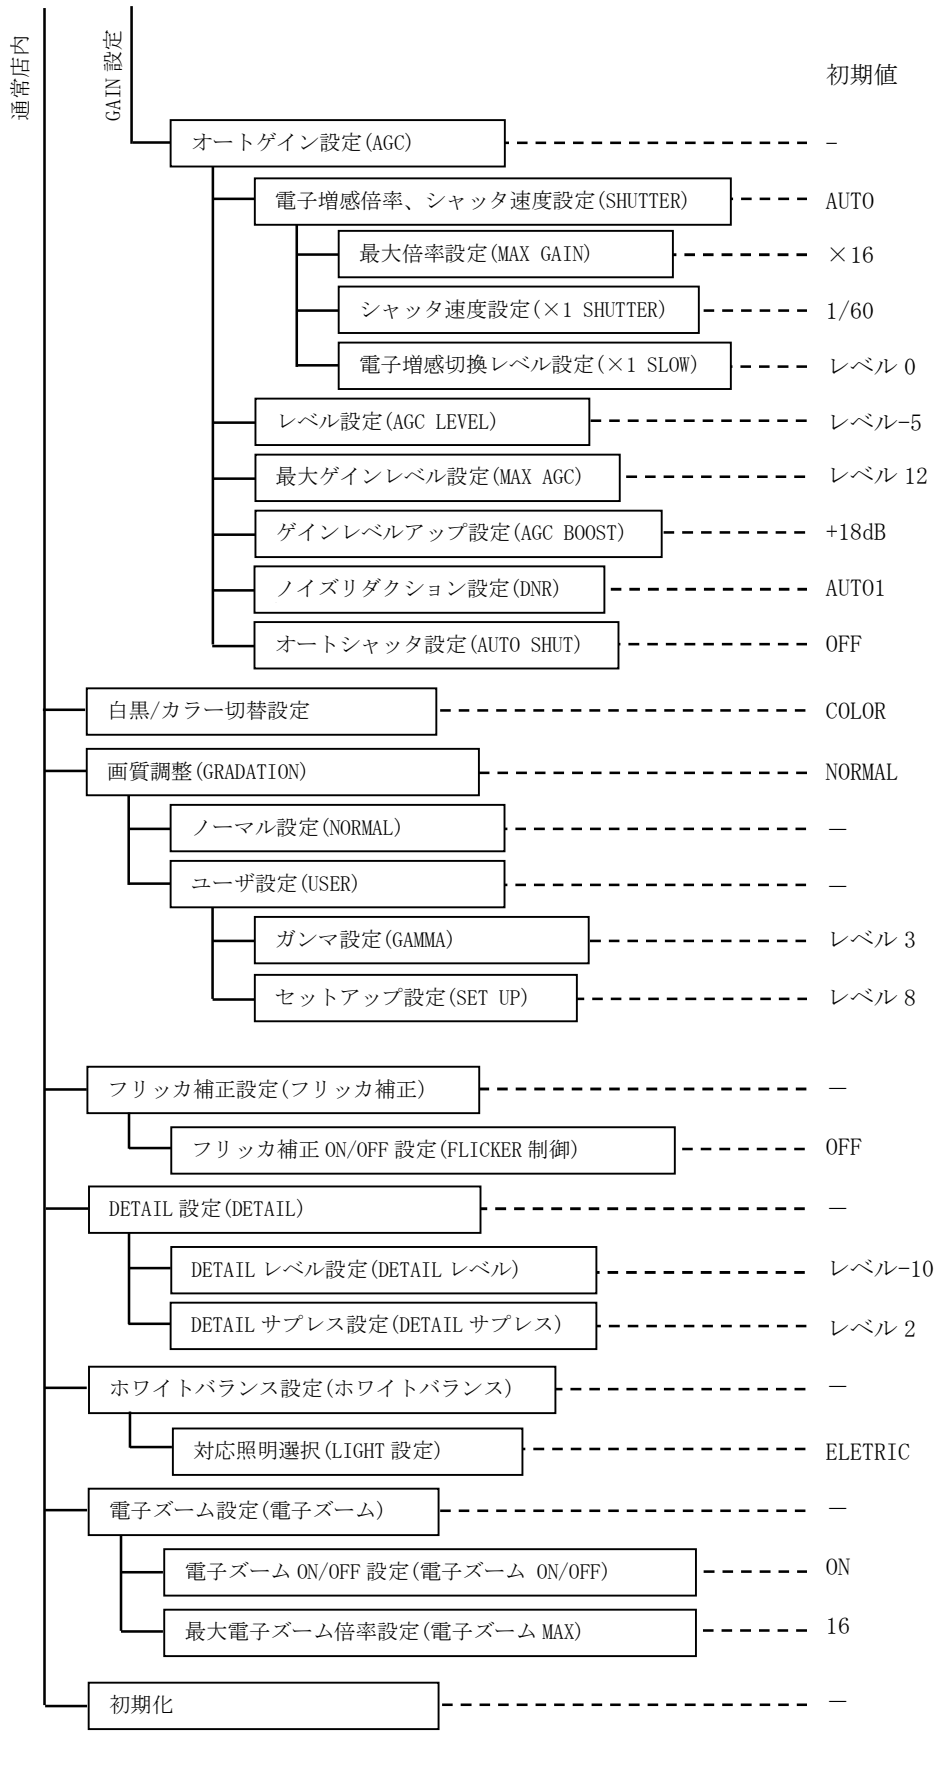 通常店内
GAIN 設定
初期値
オートゲイン設定(AGC) -
電子増感倍率、シャッタ速度設定(SHUTTER) AUTO
最大倍率設定(MAX GAIN) ×16
シャッタ速度設定(×1 SHUTTER) 1/60
電子増感切換レベル設定(×1 SLOW) レベル 0
レベル設定(AGC LEVEL) レベル-5
最大ゲインレベル設定(MAX AGC) レベル 12
ゲインレベルアップ設定(AGC BOOST) +18dB
ノイズリダクション設定(DNR) AUTO1
オートシャッタ設定(AUTO SHUT) OFF
白黒/カラー切替設定 COLOR
画質調整(GRADATION) NORMAL
ノーマル設定(NORMAL) －
ユーザ設定(USER) －
ガンマ設定(GAMMA) レベル 3
セットアップ設定(SET UP) レベル 8
フリッカ補正設定(フリッカ補正) －
フリッカ補正 ON/OFF 設定(FLICKER 制御) OFF
DETAIL 設定(DETAIL) －
DETAIL レベル設定(DETAIL レベル) レベル-10
DETAIL サプレス設定(DETAIL サプレス) レベル 2
ホワイトバランス設定(ホワイトバランス) －
対応照明選択(LIGHT 設定) ELETRIC
電子ズーム設定(電子ズーム) －
電子ズーム ON/OFF 設定(電子ズーム ON/OFF) ON
最大電子ズーム倍率設定(電子ズーム MAX) 16
初期化 －